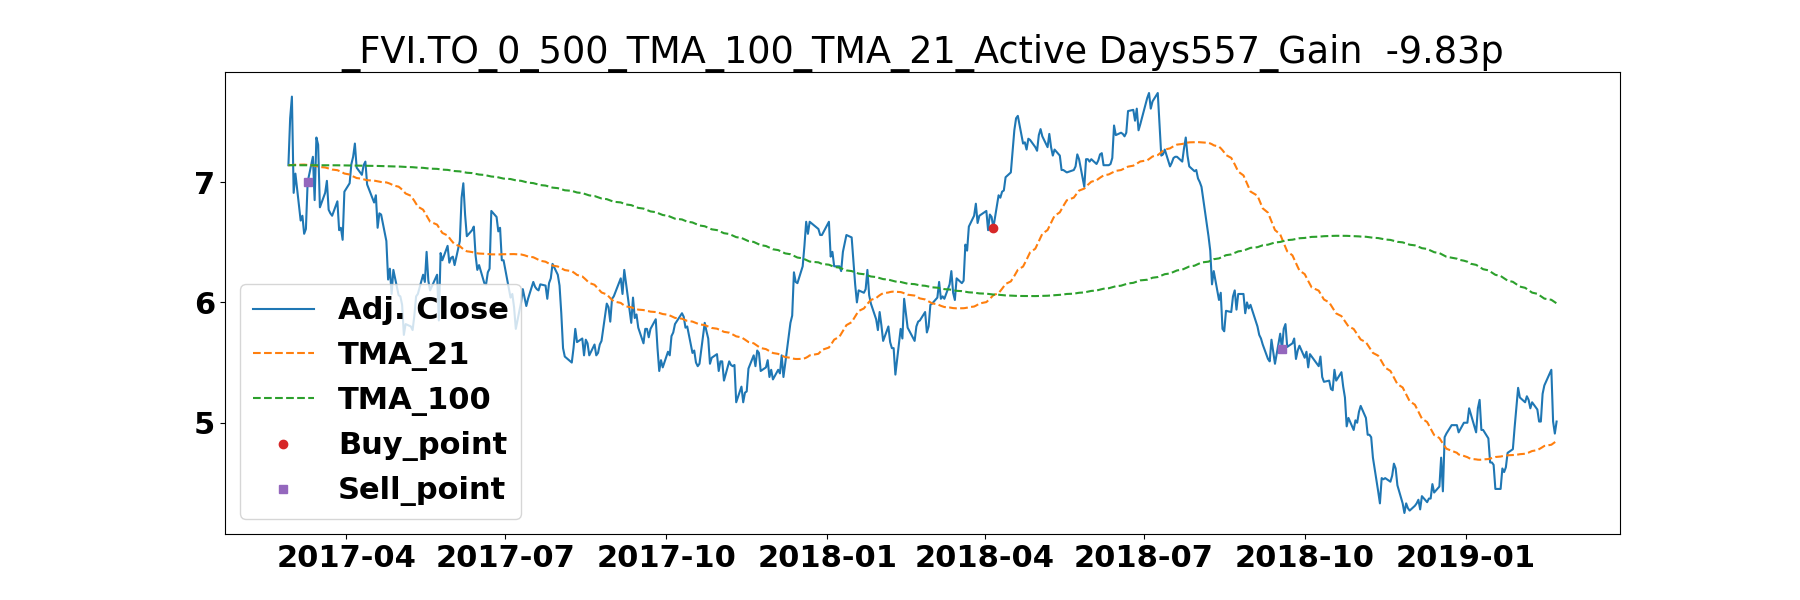 _FVI.TO_0_500_TMA_100_TMA_21_Active Days557_Gain  -9.83p
7
6
5
Adj. Close
TMA_21
TMA_100
Buy_point
Sell_point
2017-04 2017-07 2017-10 2018-01 2018-04 2018-07 2018-10 2019-01